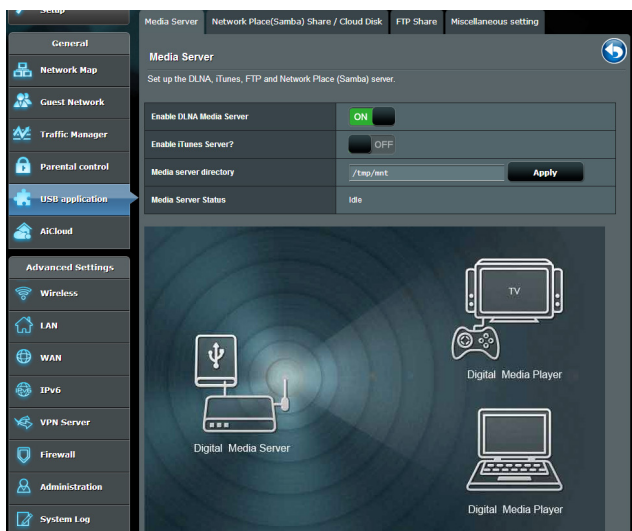 Setup
General
Network Map
Guest Network
Traffic Manager
Parental control
USB application
AiCloud
Advanced Settings
Wireless
LAN
WAN
IPv6
VPN Server
Firewall
Administration
System Log
Media Server
Network Place(Samba) Share / Cloud Disk
FTP Share
Miscellaneous setting
Media Server
Set up the DLNA, iTunes, FTP and Network Place (Samba) server.
Enable DLNA Media Server
ON
Enable iTunes Server?
OFF
Media server directory
/tmp/mnt
Apply
Media Server Status
Idle
TV
Digital Media Player
Digital Media Server
Digital Media Player